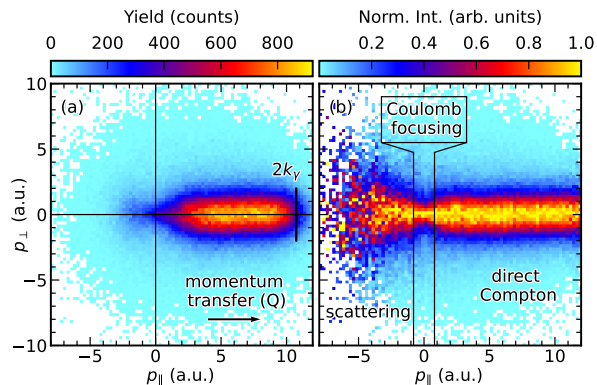 Yield (counts)
Norm. Int. (arb. units)
0 200 400 600 800
0.2 0.4 0.6 0.8 1.0
10
5
0
−5
−10
p⊥ (a.u.)
(a)
2kγ
momentum
transfer (Q)
(b)
Coulomb
focusing
scattering
direct
Compton
−5 0 5 10
−5 0 5 10
p∥ (a.u.)
p∥ (a.u.)